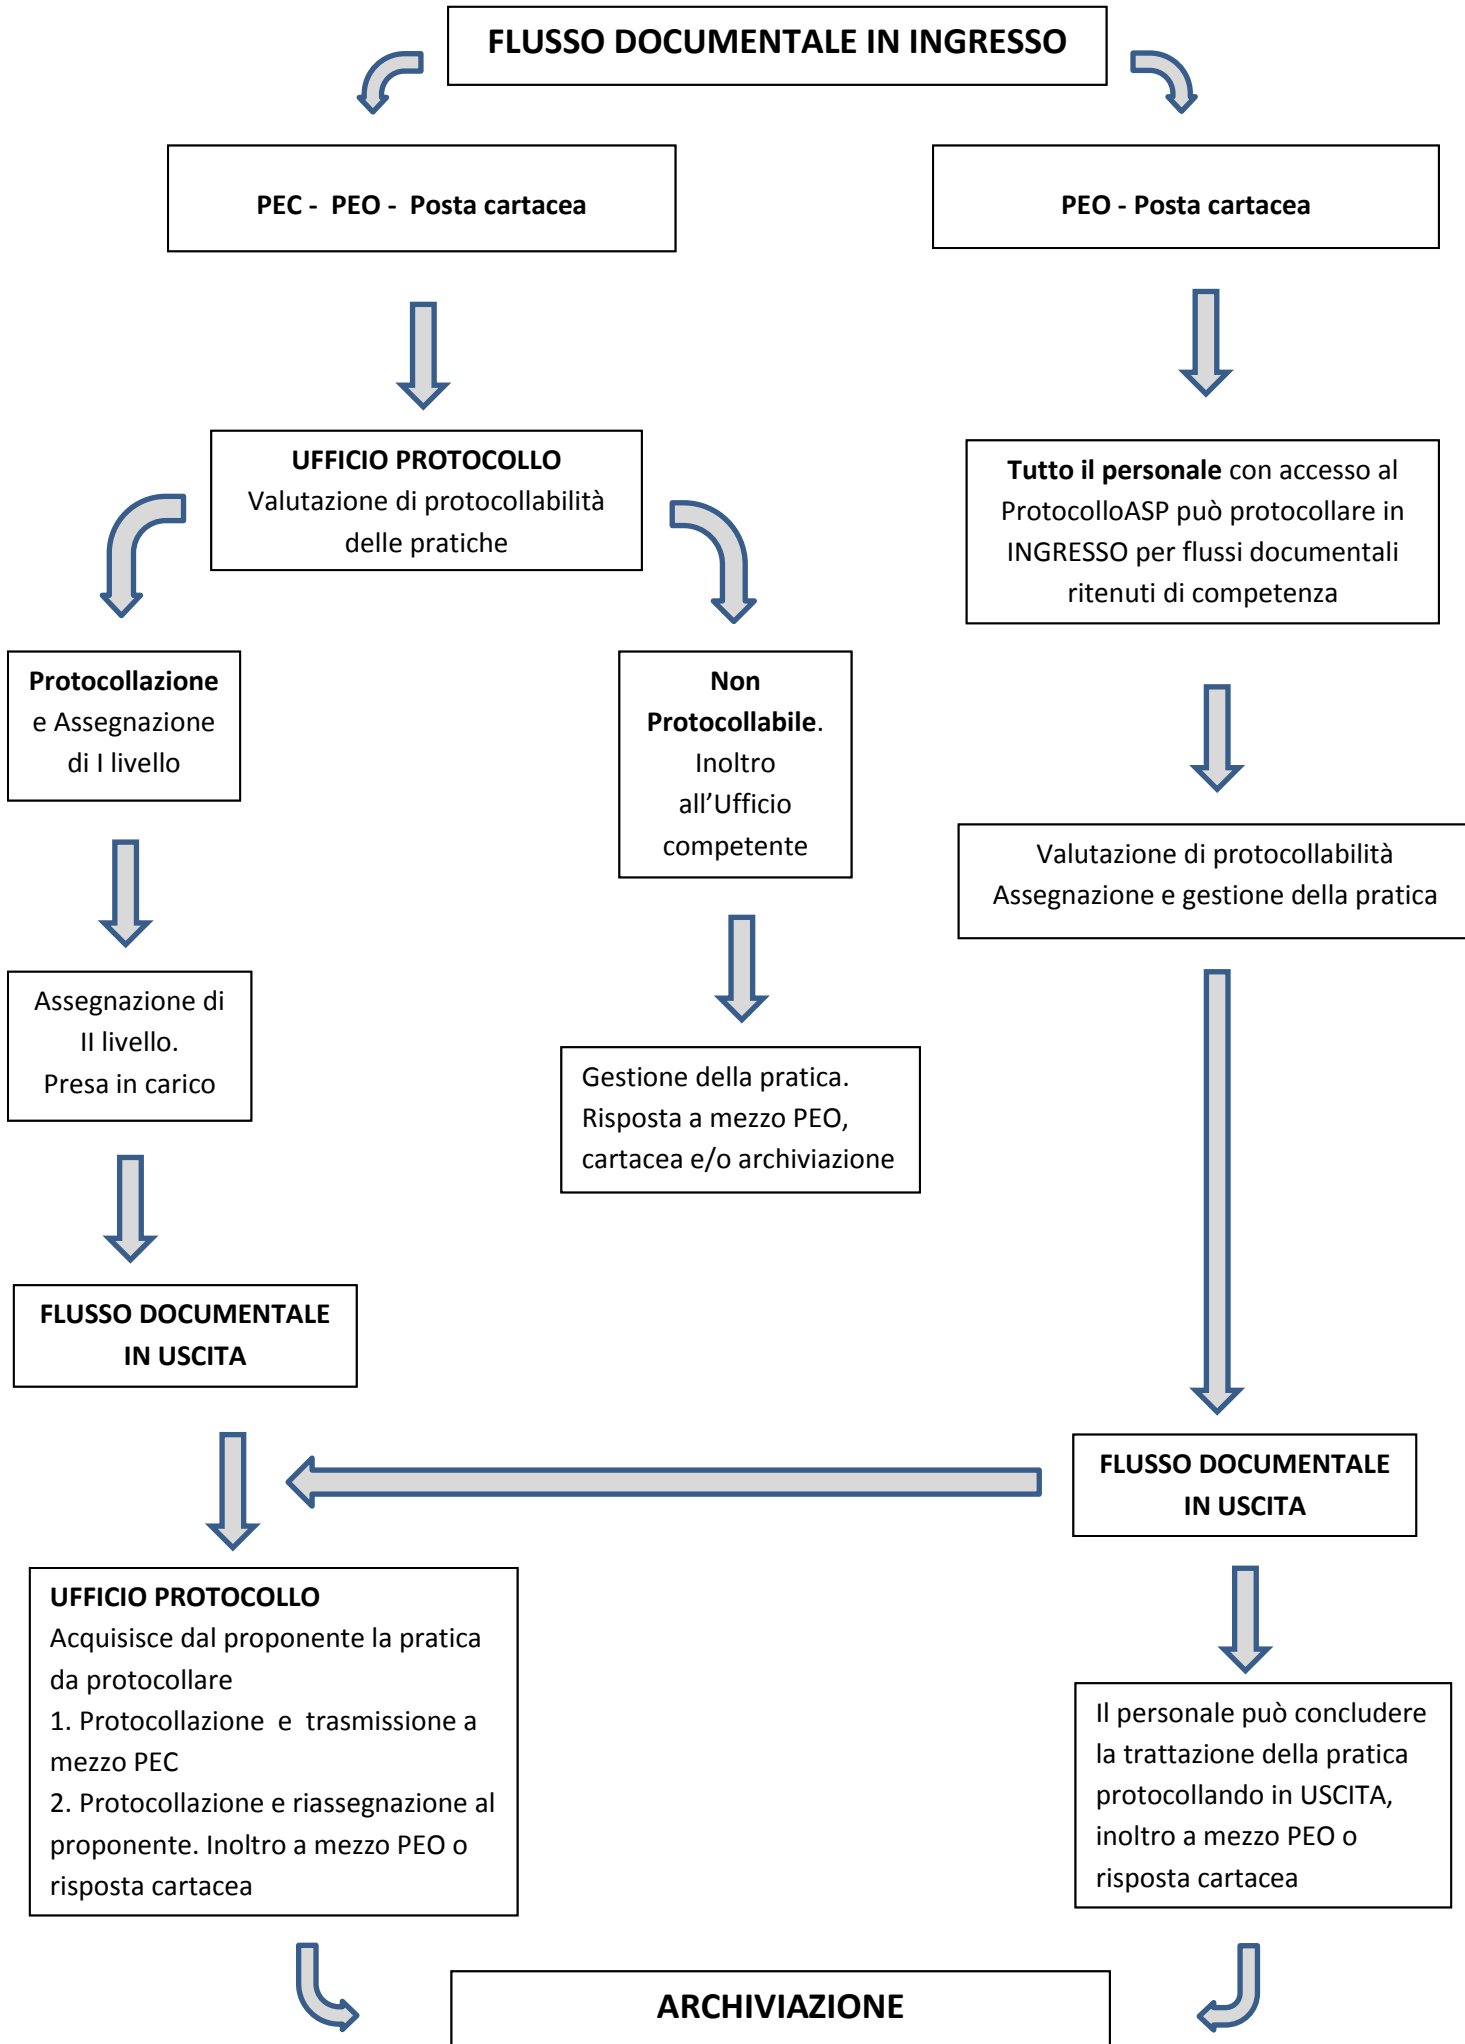 FLUSSO DOCUMENTALE IN INGRESSO
PEC - PEO - Posta cartacea
PEO - Posta cartacea
UFFICIO PROTOCOLLO
Valutazione di protocollabilità
delle pratiche
Tutto il personale con accesso al
ProtocolloASP può protocollare in
INGRESSO per flussi documentali
ritenuti di competenza
Protocollazione
e Assegnazione
di I livello
Non
Protocollabile.
Inoltro
all’Ufficio
competente
Valutazione di protocollabilità
Assegnazione e gestione della pratica
Assegnazione di
II livello.
Presa in carico
Gestione della pratica.
Risposta a mezzo PEO,
cartacea e/o archiviazione
FLUSSO DOCUMENTALE
IN USCITA
FLUSSO DOCUMENTALE
IN USCITA
UFFICIO PROTOCOLLO
Acquisisce dal proponente la pratica
da protocollare
1. Protocollazione e trasmissione a
mezzo PEC
2. Protocollazione e riassegnazione al
proponente. Inoltro a mezzo PEO o
risposta cartacea
Il personale può concludere
la trattazione della pratica
protocollando in USCITA,
inoltro a mezzo PEO o
risposta cartacea
ARCHIVIAZIONE